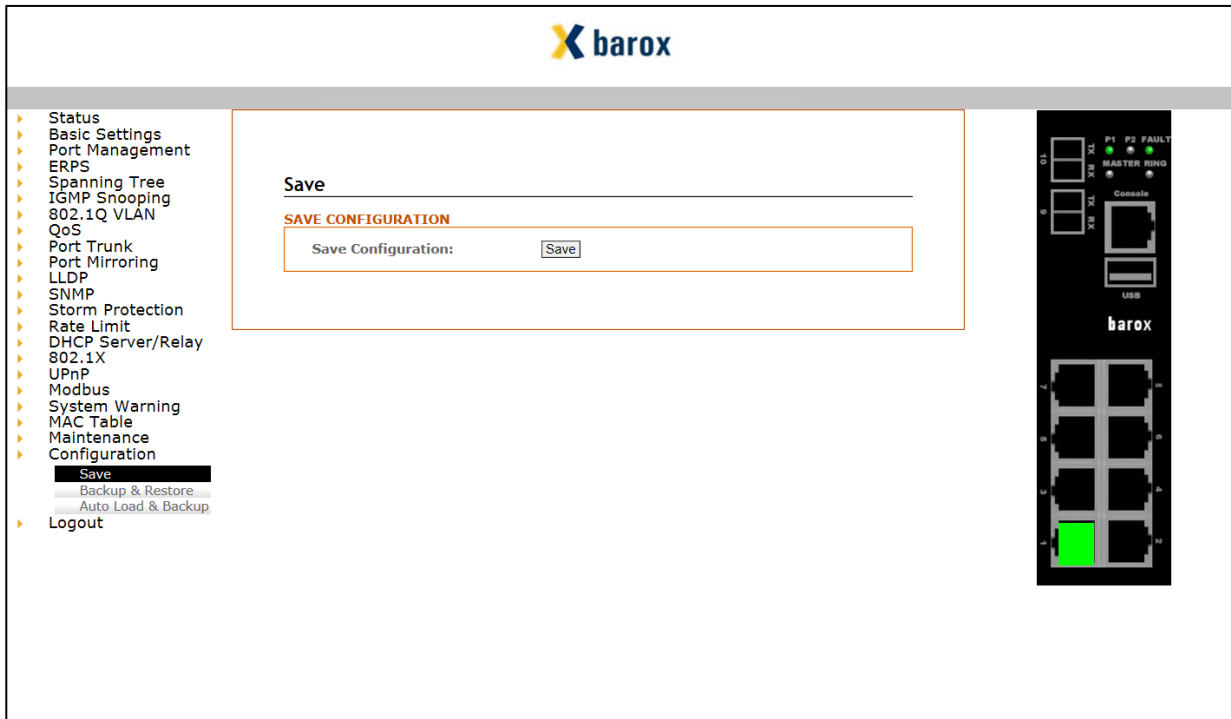 barox
Status
Basic Settings
Port Management
ERPS
Spanning Tree
IGMP Snooping
802.1Q VLAN
QoS
Port Trunk
Port Mirroring
LLDP
SNMP
Storm Protection
Rate Limit
DHCP Server/Relay
802.1X
UPnP
Modbus
System Warning
MAC Table
Maintenance
Configuration
Save
Backup & Restore
Auto Load & Backup
Logout
Save
SAVE CONFIGURATION
Save Configuration: Save
P1 P2 FAULT
MASTER RING
10 TX RX
Console
9 TX RX
USB
barox
7 8
5 6
3 4
1 2